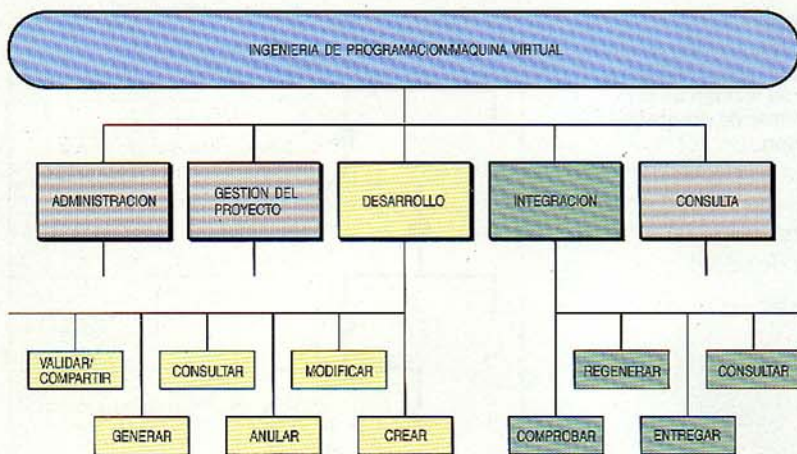 INGENIERIA DE PROGRAMACION/MAQUINA VIRTUAL
ADMINISTRACION
GESTION DEL
PROYECTO
DESARROLLO
INTEGRACION
CONSULTA
VALIDAR/
COMPARTIR
CONSULTAR
MODIFICAR
REGENERAR
CONSULTAR
GENERAR
ANULAR
CREAR
COMPROBAR
ENTREGAR